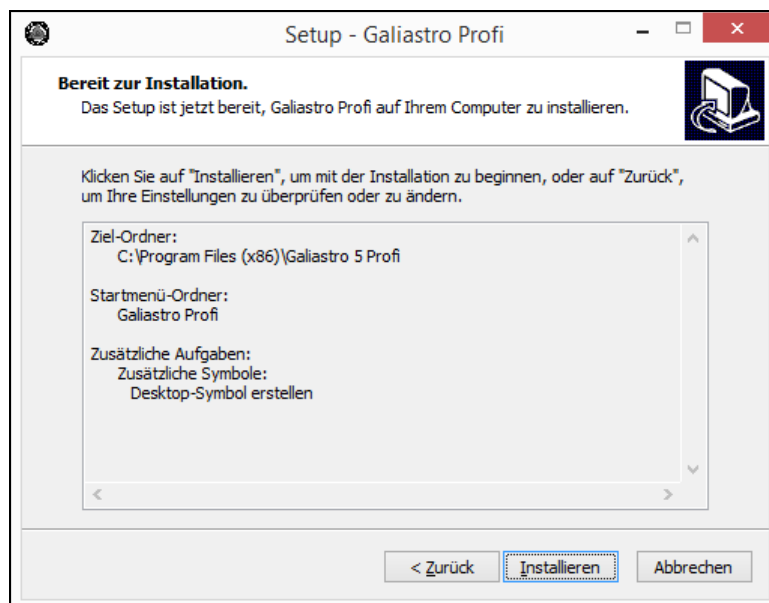 Setup - Galiastro Profi
Bereit zur Installation.
Das Setup ist jetzt bereit, Galiastro Profi auf Ihrem Computer zu installieren.
Klicken Sie auf "Installieren", um mit der Installation zu beginnen, oder auf "Zurück",
um Ihre Einstellungen zu überprüfen oder zu ändern.
Ziel-Ordner:
C:\Program Files (x86)\Galiastro 5 Profi
Startmenü-Ordner:
Galiastro Profi
Zusätzliche Aufgaben:
Zusätzliche Symbole:
Desktop-Symbol erstellen
< Zurück
Installieren
Abbrechen